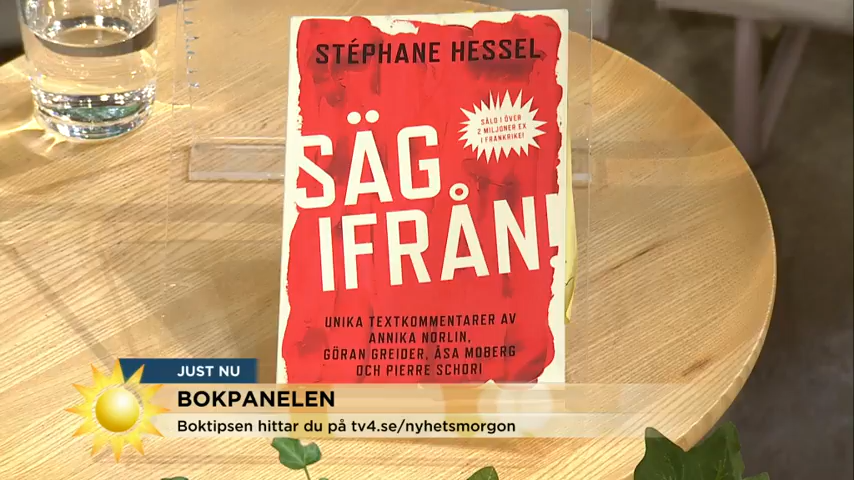 STÉPHANE HESSEL
SÅLD I ÖVER
2 MILJONER EX
I FRANKRIKE!
SÄG
IFRÅN!
UNIKA TEXTKOMMENTARER AV
ANNIKA NORLIN,
GÖRAN GREIDER, ÅSA MOBERG
OCH PIERRE SCHORI
JUST NU
BOKPANELEN
Boktipsen hittar du på tv4.se/nyhetsmorgon